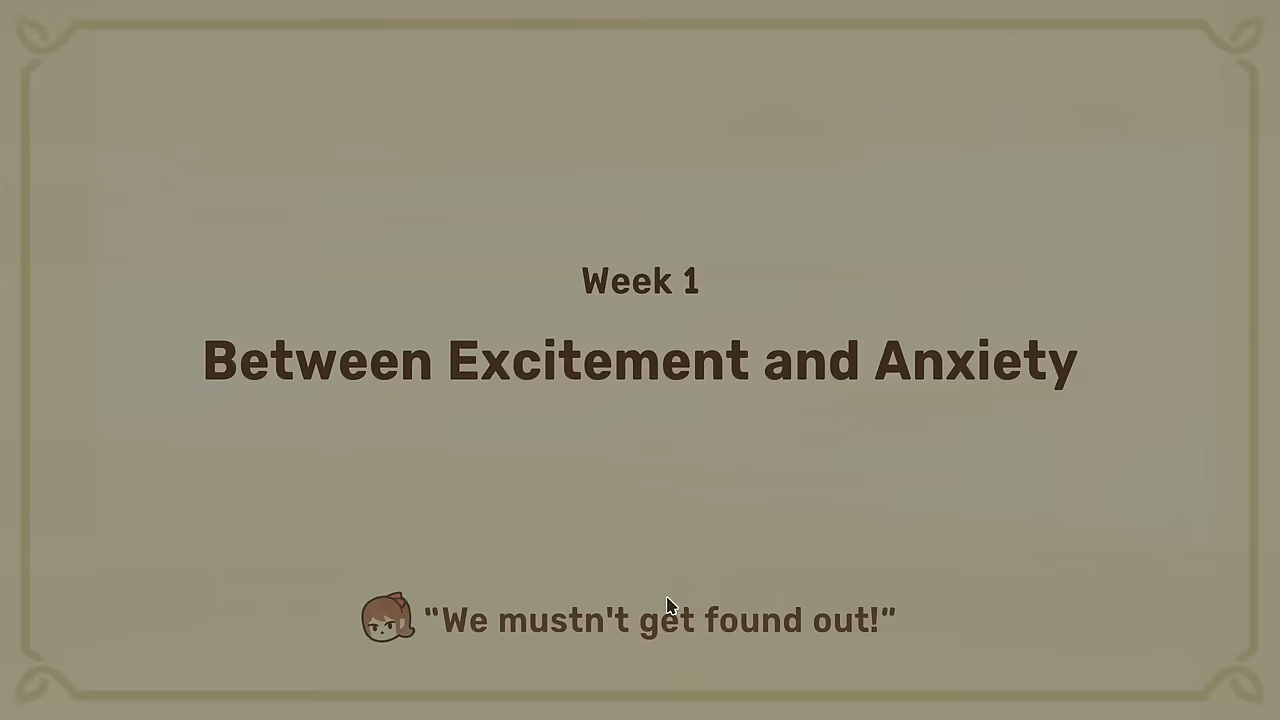 Week 1
Between Excitement and Anxiety
"We mustn't get found out!"